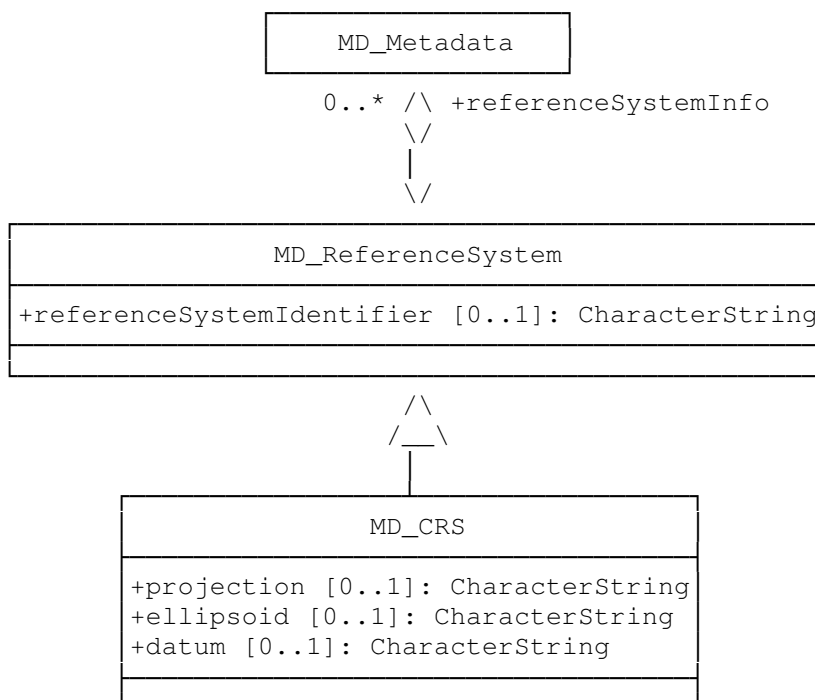 MD_Metadata
0..* /\ +referenceSystemInfo
\/
|
\/
MD_ReferenceSystem
+referenceSystemIdentifier [0..1]: CharacterString
/\
/__\
MD_CRS
+projection [0..1]: CharacterString
+ellipsoid [0..1]: CharacterString
+datum [0..1]: CharacterString